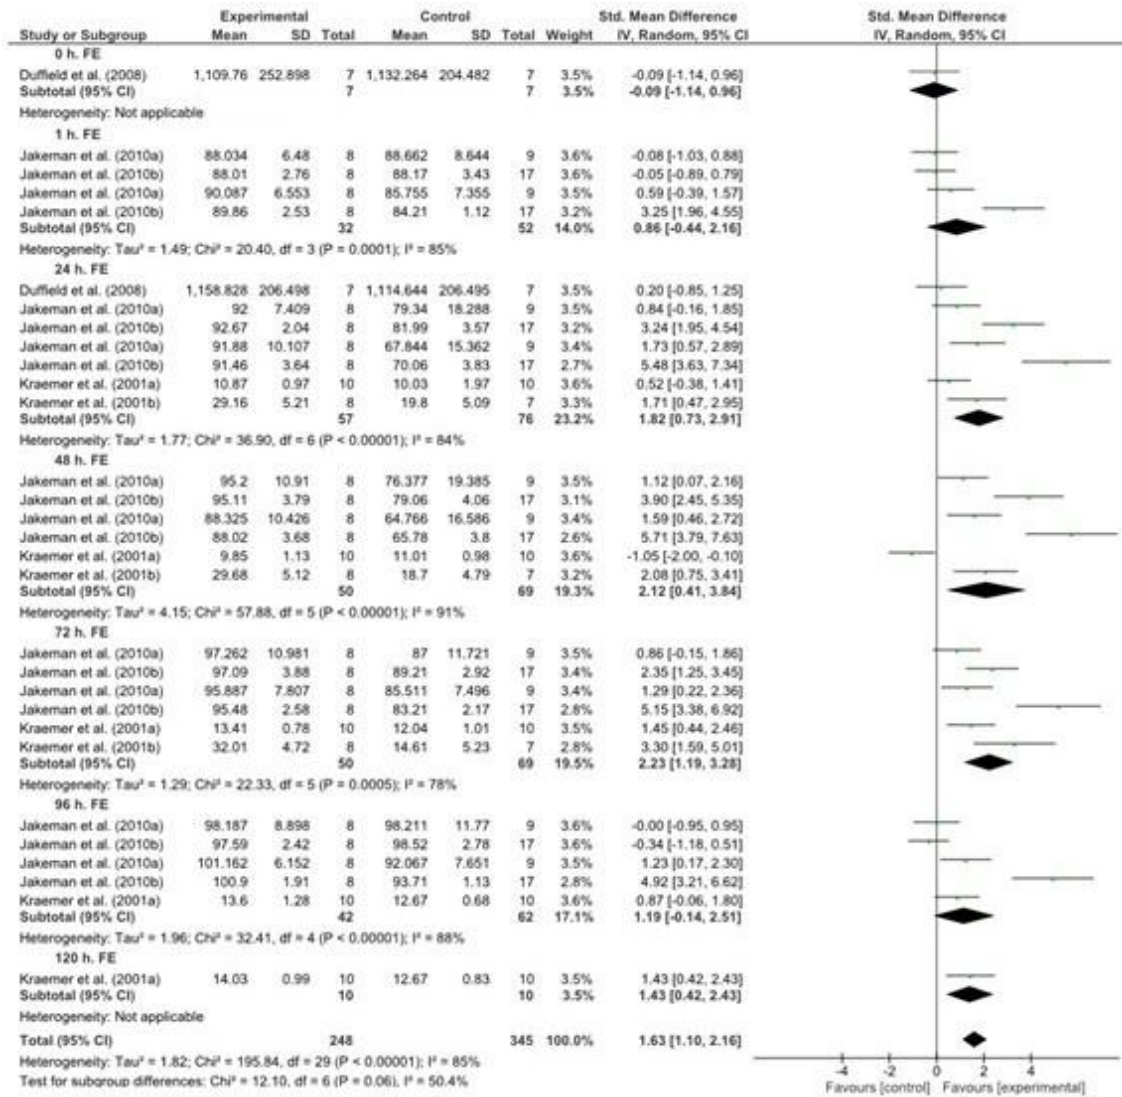 Experimental Control Std. Mean Difference Std. Mean Difference
Study or Subgroup Mean SD Total Mean SD Total Weight IV, Random, 95% CI IV, Random, 95% CI
0 h. FE
Duffield et al. (2008) 1,109.76 252.898 7 1,132.264 204.482 7 3.5% -0.09 [-1.14, 0.96]
Subtotal (95% CI) 7 7 3.5% -0.09 [-1.14, 0.96]
Heterogeneity: Not applicable
1 h. FE
Jakeman et al. (2010a) 88.034 6.48 8 88.662 8.644 9 3.6% -0.08 [-1.03, 0.88]
Jakeman et al. (2010b) 88.01 2.76 8 88.17 3.43 17 3.6% -0.05 [-0.89, 0.79]
Jakeman et al. (2010a) 90.087 6.553 8 85.755 7.355 9 3.5% 0.59 [-0.39, 1.57]
Jakeman et al. (2010b) 89.86 2.53 8 84.21 1.12 17 3.2% 3.25 [1.96, 4.55]
Subtotal (95% CI) 32 52 14.0% 0.86 [-0.44, 2.16]
Heterogeneity: Tau² = 1.49; Chi² = 20.40, df = 3 (P = 0.0001); I² = 85%
24 h. FE
Duffield et al. (2008) 1,158.828 206.498 7 1,114.644 206.495 7 3.5% 0.20 [-0.85, 1.25]
Jakeman et al. (2010a) 92 7.409 8 79.34 18.288 9 3.5% 0.84 [-0.16, 1.85]
Jakeman et al. (2010b) 92.67 2.04 8 81.99 3.57 17 3.2% 3.24 [1.95, 4.54]
Jakeman et al. (2010a) 91.88 10.107 8 67.844 15.362 9 3.4% 1.73 [0.57, 2.89]
Jakeman et al. (2010b) 91.46 3.64 8 70.06 3.83 17 2.7% 5.48 [3.63, 7.34]
Kraemer et al. (2001a) 10.87 0.97 10 10.03 1.97 10 3.6% 0.52 [-0.38, 1.41]
Kraemer et al. (2001b) 29.16 5.21 8 19.8 5.09 7 3.3% 1.71 [0.47, 2.95]
Subtotal (95% CI) 57 76 23.2% 1.82 [0.73, 2.91]
Heterogeneity: Tau² = 1.77; Chi² = 36.90, df = 6 (P < 0.00001); I² = 84%
48 h. FE
Jakeman et al. (2010a) 95.2 10.91 8 76.377 19.385 9 3.5% 1.12 [0.07, 2.16]
Jakeman et al. (2010b) 95.11 3.79 8 79.06 4.06 17 3.1% 3.90 [2.45, 5.35]
Jakeman et al. (2010a) 88.325 10.426 8 64.766 16.586 9 3.4% 1.59 [0.46, 2.72]
Jakeman et al. (2010b) 88.02 3.68 8 65.78 3.8 17 2.6% 5.71 [3.79, 7.63]
Kraemer et al. (2001a) 9.85 1.13 10 11.01 0.98 10 3.6% -1.05 [-2.00, -0.10]
Kraemer et al. (2001b) 29.68 5.12 8 18.7 4.79 7 3.2% 2.08 [0.75, 3.41]
Subtotal (95% CI) 50 69 19.3% 2.12 [0.41, 3.84]
Heterogeneity: Tau² = 4.15; Chi² = 57.88, df = 5 (P < 0.00001); I² = 91%
72 h. FE
Jakeman et al. (2010a) 97.262 10.981 8 87 11.721 9 3.5% 0.86 [-0.15, 1.86]
Jakeman et al. (2010b) 97.09 3.88 8 89.21 2.92 17 3.4% 2.35 [1.25, 3.45]
Jakeman et al. (2010a) 95.887 7.807 8 85.511 7.496 9 3.4% 1.29 [0.22, 2.36]
Jakeman et al. (2010b) 95.48 2.58 8 83.21 2.17 17 2.8% 5.15 [3.38, 6.92]
Kraemer et al. (2001a) 13.41 0.78 10 12.04 1.01 10 3.5% 1.45 [0.44, 2.46]
Kraemer et al. (2001b) 32.01 4.72 8 14.61 5.23 7 2.8% 3.30 [1.59, 5.01]
Subtotal (95% CI) 50 69 19.5% 2.23 [1.19, 3.28]
Heterogeneity: Tau² = 1.29; Chi² = 22.33, df = 5 (P = 0.0005); I² = 78%
96 h. FE
Jakeman et al. (2010a) 98.187 8.898 8 98.211 11.77 9 3.6% -0.00 [-0.95, 0.95]
Jakeman et al. (2010b) 97.59 2.42 8 98.52 2.78 17 3.6% -0.34 [-1.18, 0.51]
Jakeman et al. (2010a) 101.162 6.152 8 92.067 7.651 9 3.5% 1.23 [0.17, 2.30]
Jakeman et al. (2010b) 100.9 1.91 8 93.71 1.13 17 2.8% 4.92 [3.21, 6.62]
Kraemer et al. (2001a) 13.6 1.28 10 12.67 0.68 10 3.6% 0.87 [-0.06, 1.80]
Subtotal (95% CI) 42 62 17.1% 1.19 [-0.14, 2.51]
Heterogeneity: Tau² = 1.96; Chi² = 32.41, df = 4 (P < 0.00001); I² = 88%
120 h. FE
Kraemer et al. (2001a) 14.03 0.99 10 12.67 0.83 10 3.5% 1.43 [0.42, 2.43]
Subtotal (95% CI) 10 10 3.5% 1.43 [0.42, 2.43]
Heterogeneity: Not applicable
Total (95% CI) 248 345 100.0% 1.63 [1.10, 2.16]
Heterogeneity: Tau² = 1.82; Chi² = 195.84, df = 29 (P < 0.00001); I² = 85%
Test for subgroup differences: Chi² = 12.10, df = 6 (P = 0.06), I² = 50.4%
-4 -2 0 2 4
Favours [control] Favours [experimental]